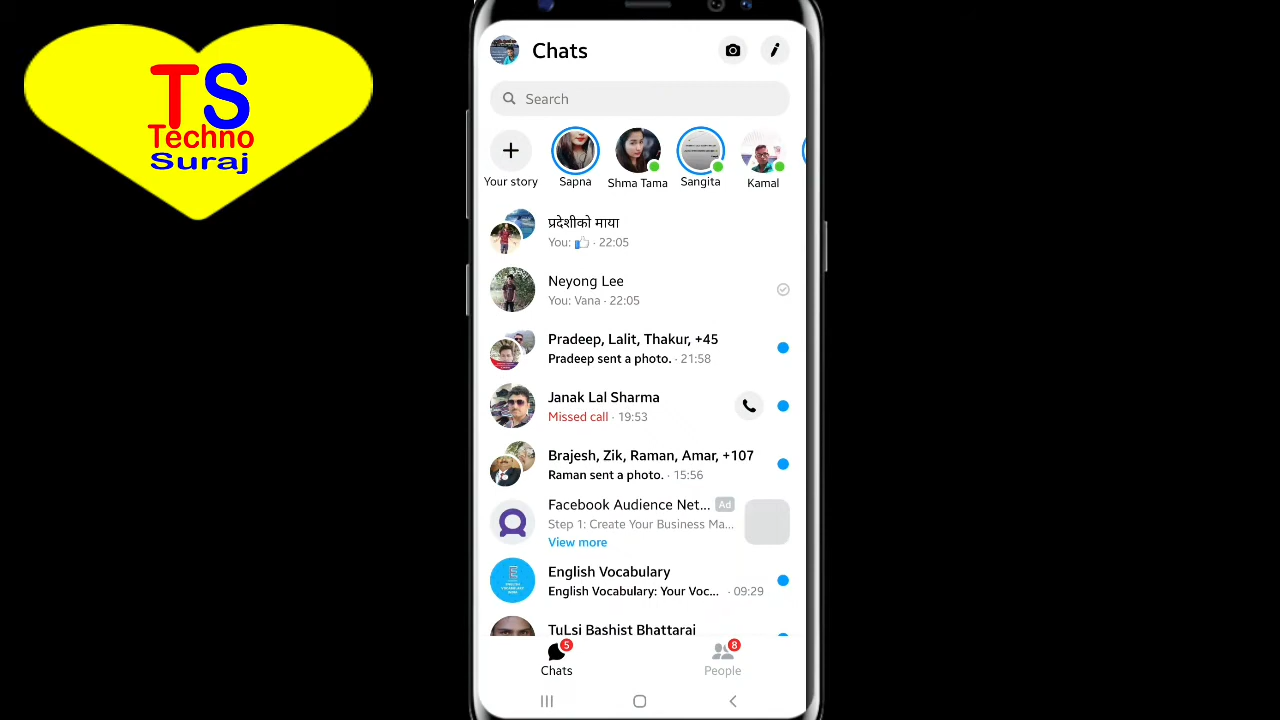 TS
Techno
Suraj
Chats
Search
Your story
Sapna
Shma Tama
Sangita
Kamal
प्रदेशीको माया
You: 👍 · 22:05
Neyong Lee
You: Vana · 22:05
Pradeep, Lalit, Thakur, +45
Pradeep sent a photo. · 21:58
Janak Lal Sharma
Missed call · 19:53
Brajesh, Zik, Raman, Amar, +107
Raman sent a photo. · 15:56
Facebook Audience Net... Ad
Step 1: Create Your Business Ma...
View more
English Vocabulary
English Vocabulary: Your Voc... · 09:29
TuLsi Bashist Bhattarai
5
8
Chats
People